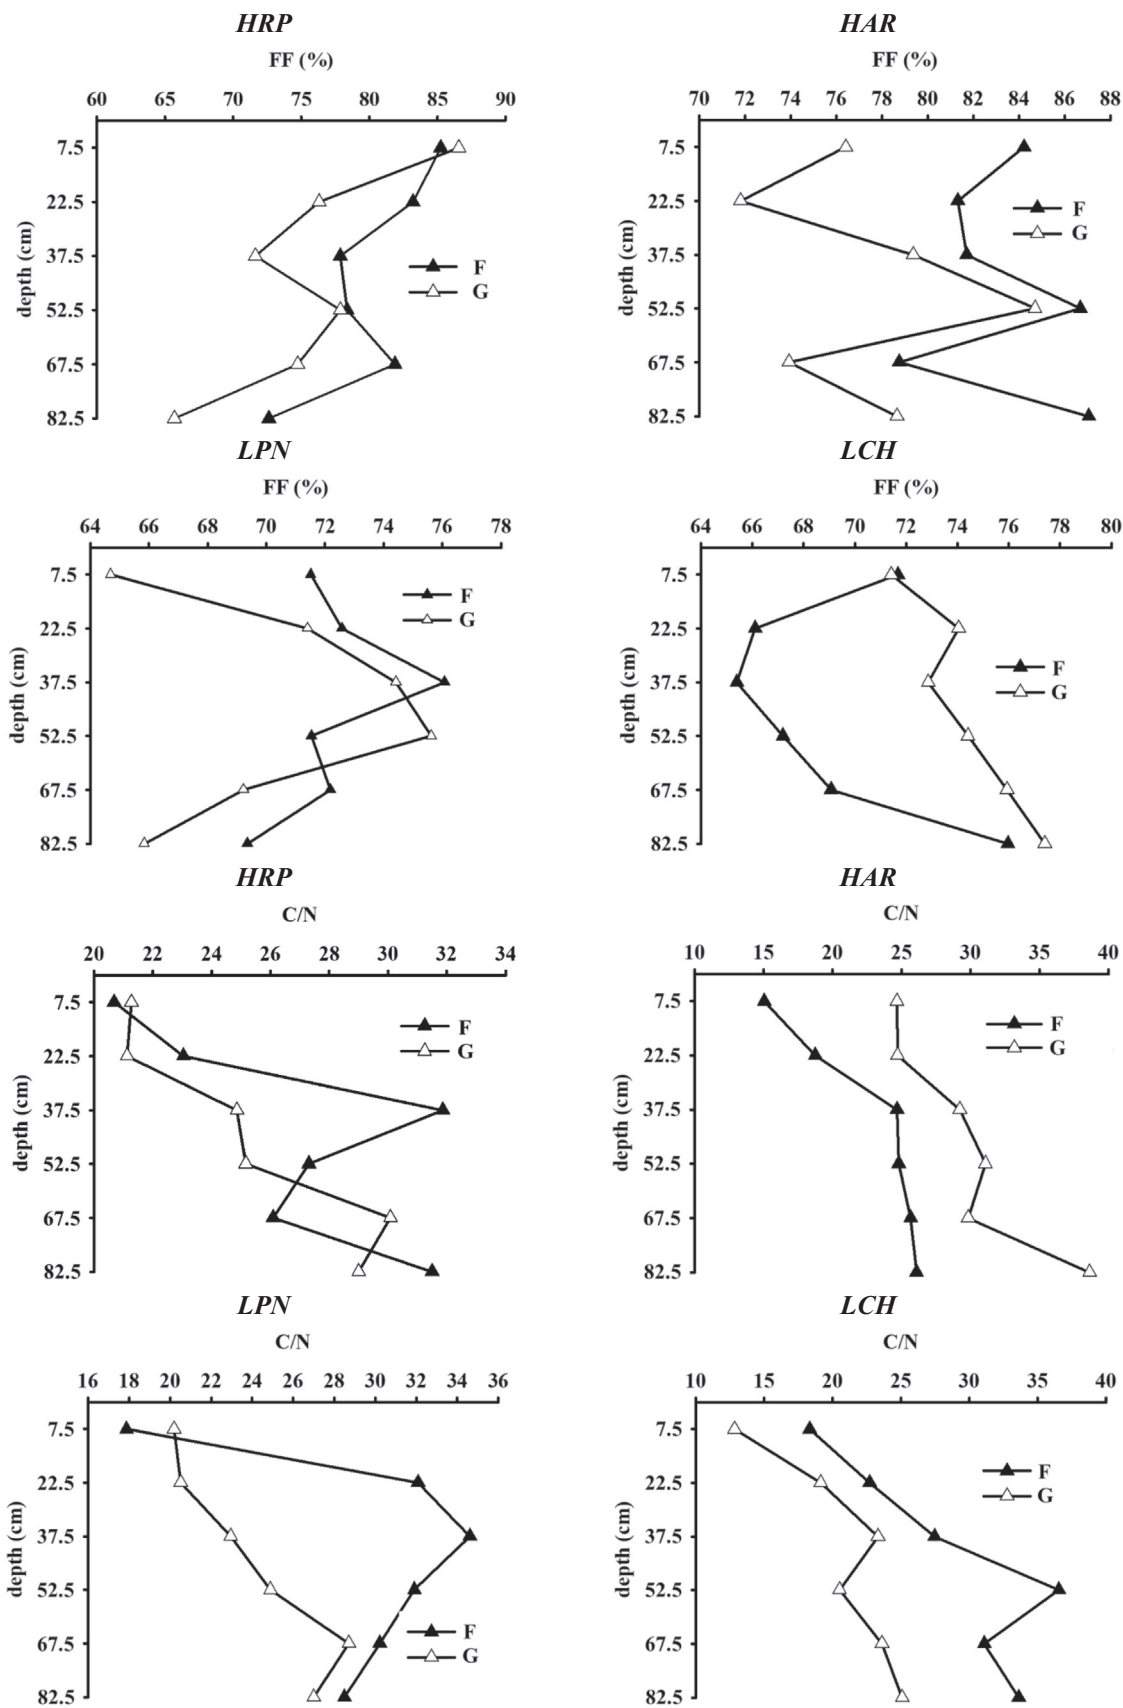 HRP
FF (%)
60 65 70 75 80 85 90
7.5
22.5
37.5
52.5
67.5
82.5
depth (cm)
F
G
HAR
FF (%)
70 72 74 76 78 80 82 84 86 88
7.5
22.5
37.5
52.5
67.5
82.5
depth (cm)
F
G
LPN
FF (%)
64 66 68 70 72 74 76 78
7.5
22.5
37.5
52.5
67.5
82.5
depth (cm)
F
G
LCH
FF (%)
64 66 68 70 72 74 76 78 80
7.5
22.5
37.5
52.5
67.5
82.5
depth (cm)
F
G
HRP
C/N
20 22 24 26 28 30 32 34
7.5
22.5
37.5
52.5
67.5
82.5
depth (cm)
F
G
HAR
C/N
10 15 20 25 30 35 40
7.5
22.5
37.5
52.5
67.5
82.5
depth (cm)
F
G
LPN
C/N
16 18 20 22 24 26 28 30 32 34 36
7.5
22.5
37.5
52.5
67.5
82.5
depth (cm)
F
G
LCH
C/N
10 15 20 25 30 35 40
7.5
22.5
37.5
52.5
67.5
82.5
depth (cm)
F
G